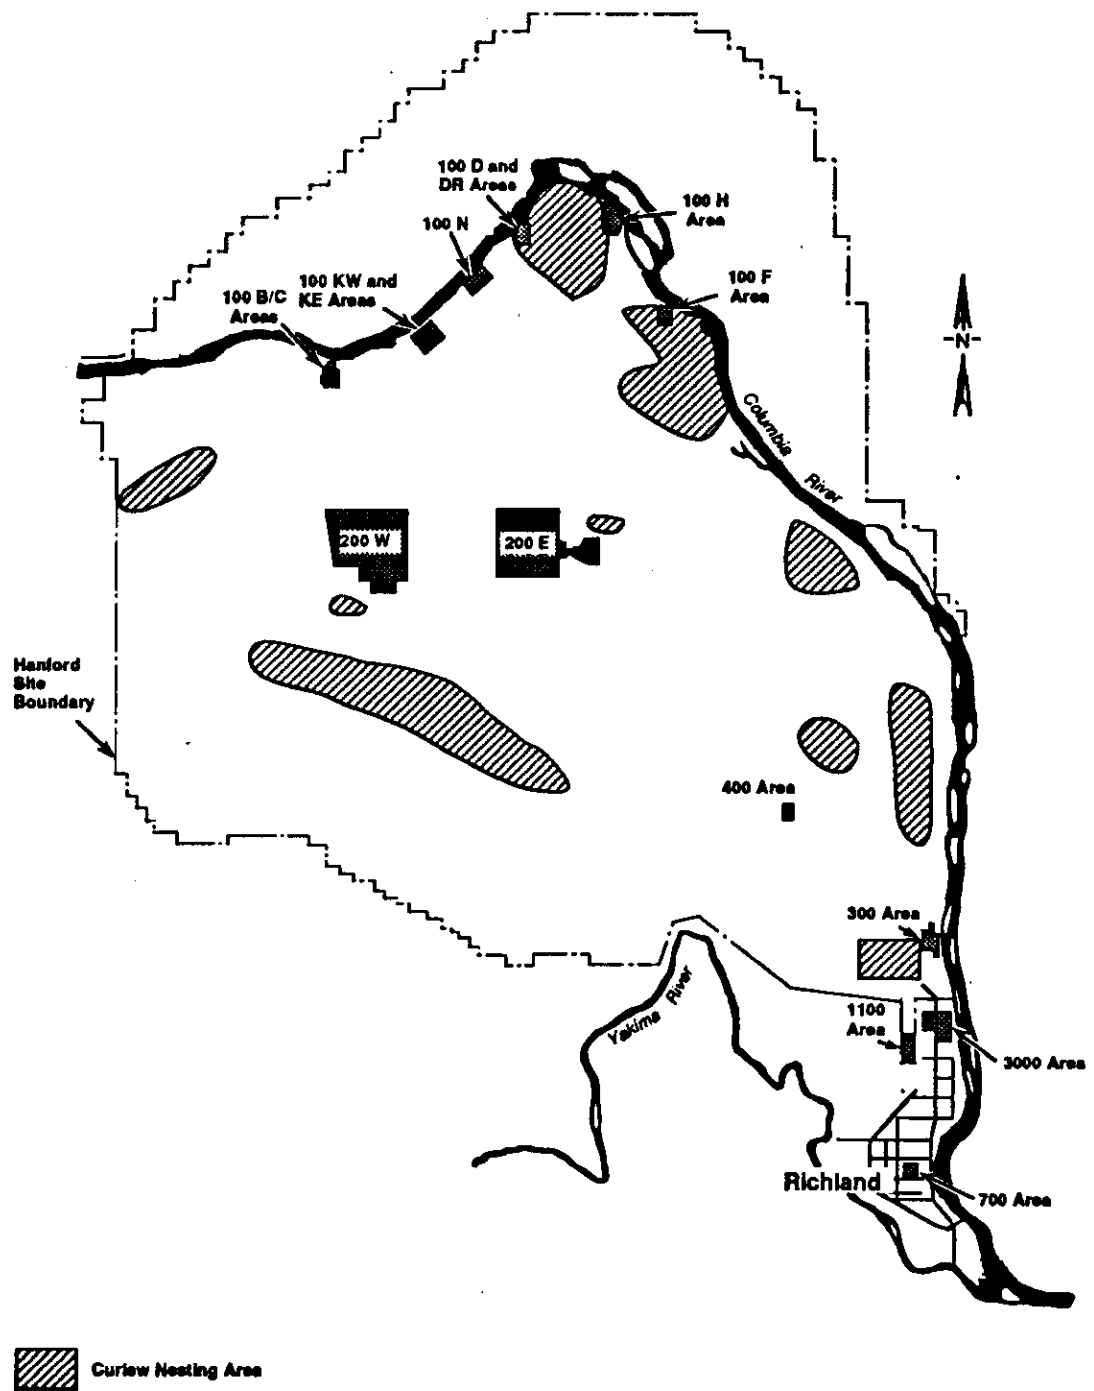 100 D and
DR Areas
100 H
Area
100 N
100 KW and
KE Areas
100 F
Area
100 B/C
Areas
-N-
Columbia
River
200 W
200 E
Hanford
Site
Boundary
400 Area
300 Area
Yakima
River
1100
Area
3000 Area
Richland
700 Area
Curlew Nesting Area